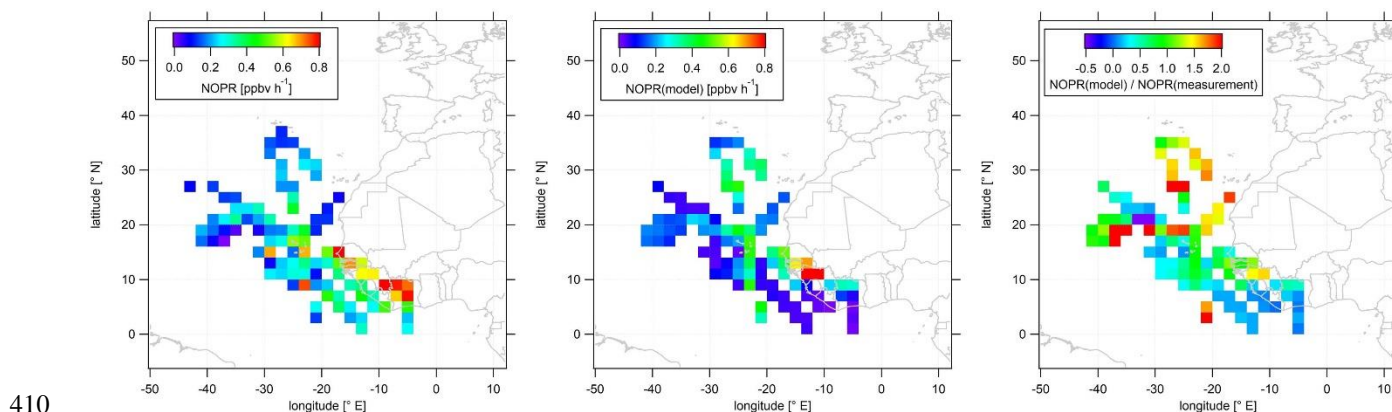 0.0 0.2 0.4 0.6 0.8
NOPR [ppbv h⁻¹]
50
40
30
20
10
0
latitude [° N]
-50 -40 -30 -20 -10 0 10
longitude [° E]
0.0 0.2 0.4 0.6 0.8
NOPR(model) [ppbv h⁻¹]
50
40
30
20
10
0
latitude [° N]
-50 -40 -30 -20 -10 0 10
longitude [° E]
-0.5 0.0 0.5 1.0 1.5 2.0
NOPR(model) / NOPR(measurement)
50
40
30
20
10
0
latitude [° N]
-50 -40 -30 -20 -10 0 10
longitude [° E]
410